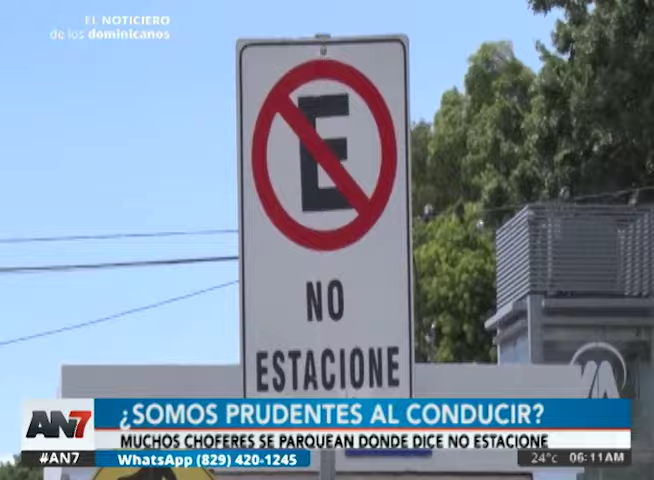 EL NOTICIERO
de los dominicanos
E
NO
ESTACIONE
AN7
¿SOMOS PRUDENTES AL CONDUCIR?
MUCHOS CHOFERES SE PARQUEAN DONDE DICE NO ESTACIONE
#AN7
WhatsApp (829) 420-1245
24°c 06:11AM